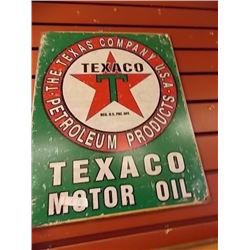 THE TEXAS COMPANY U.S.A.
TEXACO
T
REG. U.S. PAT. OFF.
PETROLEUM PRODUCTS
TEXACO
MOTOR OIL